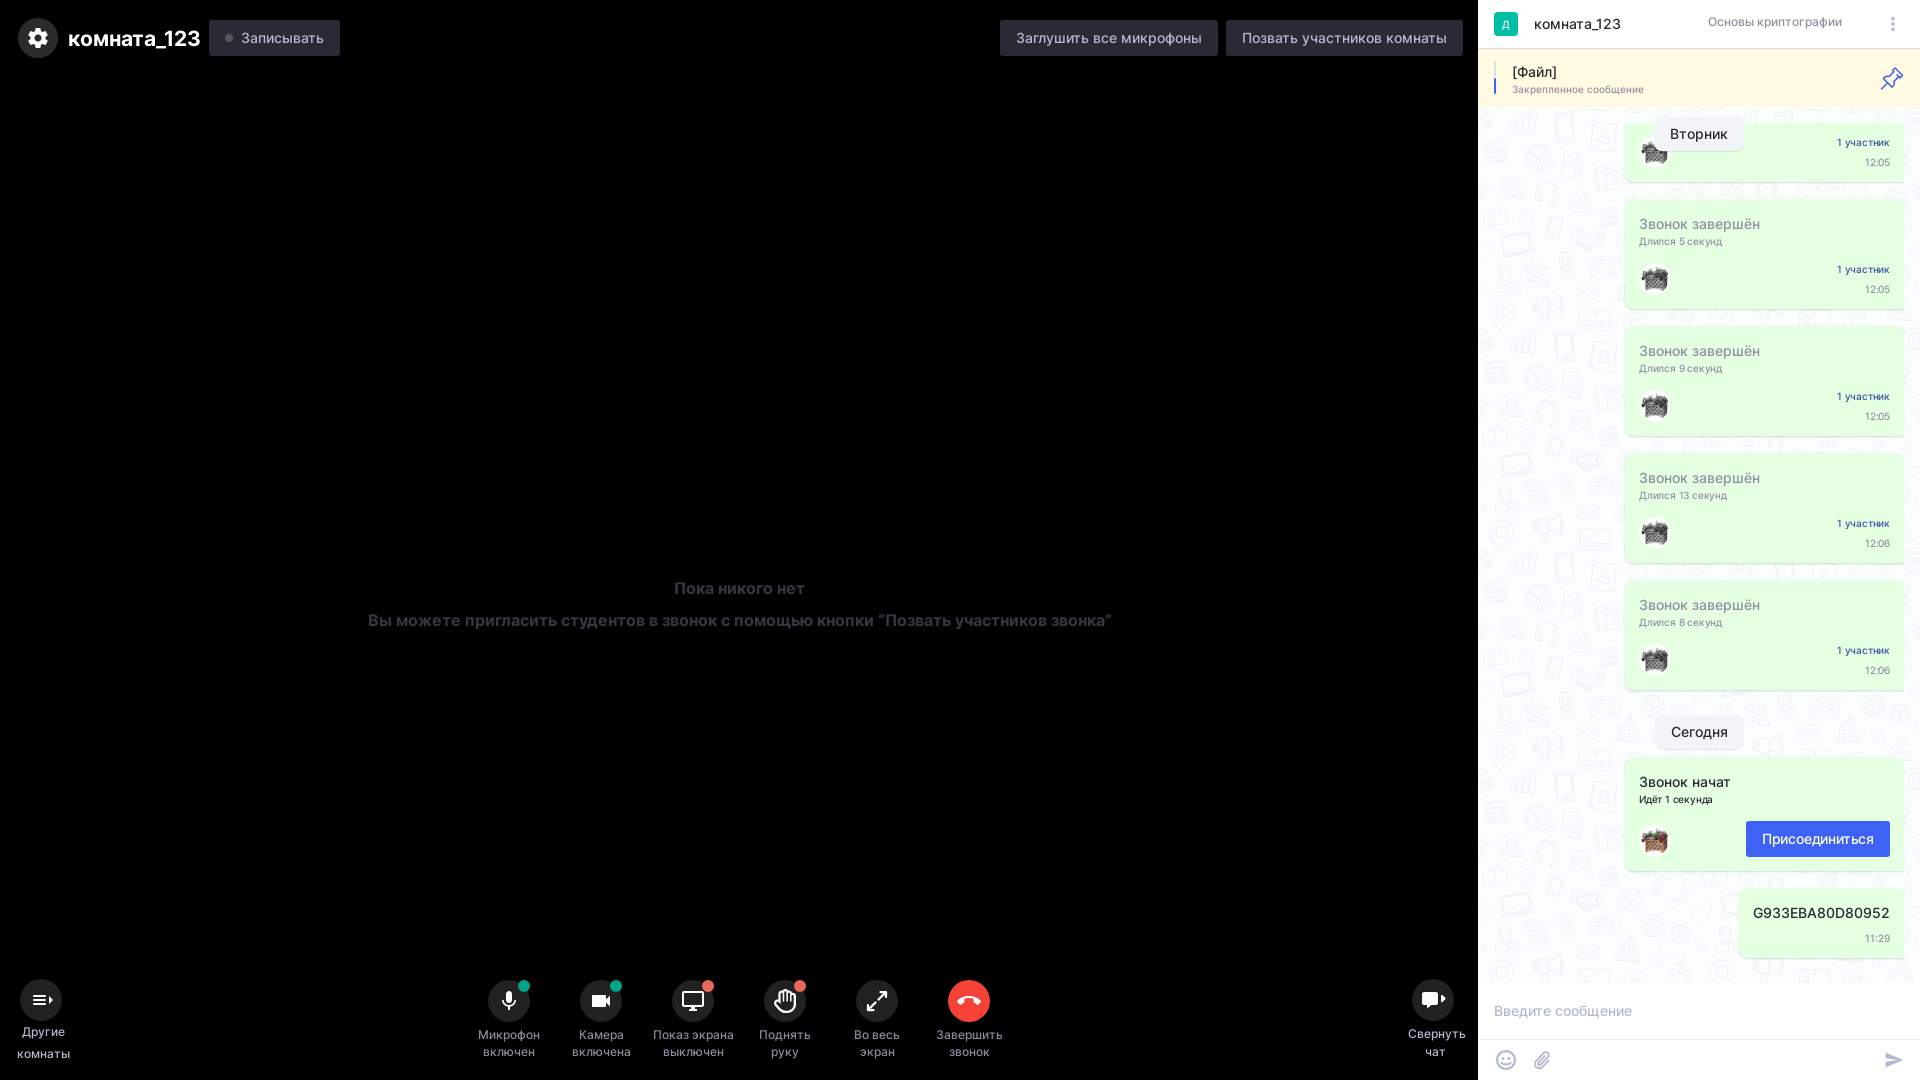 комната_123
Записывать
Заглушить все микрофоны
Позвать участников комнаты
Пока никого нет
Вы можете пригласить студентов в звонок с помощью кнопки “Позвать участников звонка”
Другие
комнаты
Микрофон
включен
Камера
включена
Показ экрана
выключен
Поднять
руку
Во весь
экран
Завершить
звонок
Свернуть
чат
Д
комната_123
Основы криптографии
[Файл]
Закрепленное сообщение
Вторник
1 участник
12:05
Звонок завершён
Длился 5 секунд
1 участник
12:05
Звонок завершён
Длился 9 секунд
1 участник
12:05
Звонок завершён
Длился 13 секунд
1 участник
12:06
Звонок завершён
Длился 8 секунд
1 участник
12:06
Сегодня
Звонок начат
Идёт 1 секунда
Присоединиться
G933EBA80D80952
11:29
Введите сообщение